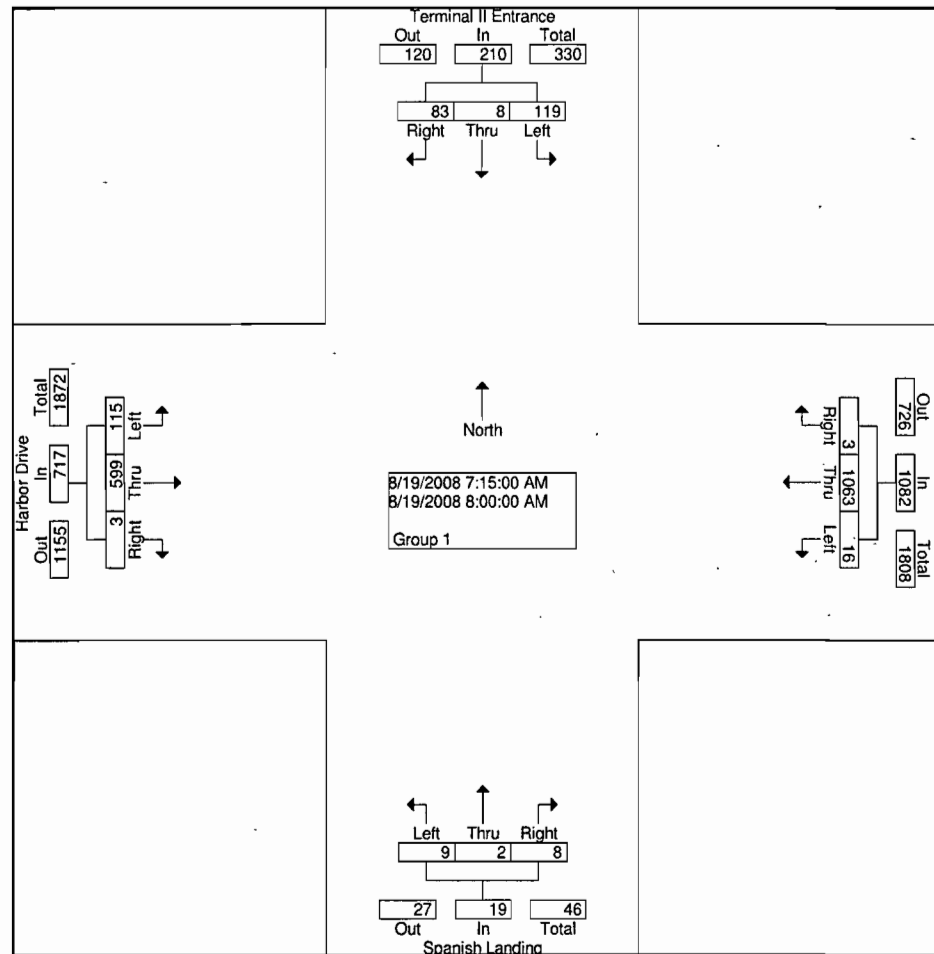 Terminal II Entrance
Out In Total
120 210 330
83 8 119
Right Thru Left
Harbor Drive
Total In Out
1872 717 1155
115 599 3
Left Thru Right
North
8/19/2008 7:15:00 AM
8/19/2008 8:00:00 AM
Group 1
Right Thru Left
3 1063 16
Out In Total
726 1082 1808
Left Thru Right
9 2 8
27 19 46
Out In Total
Spanish Landing